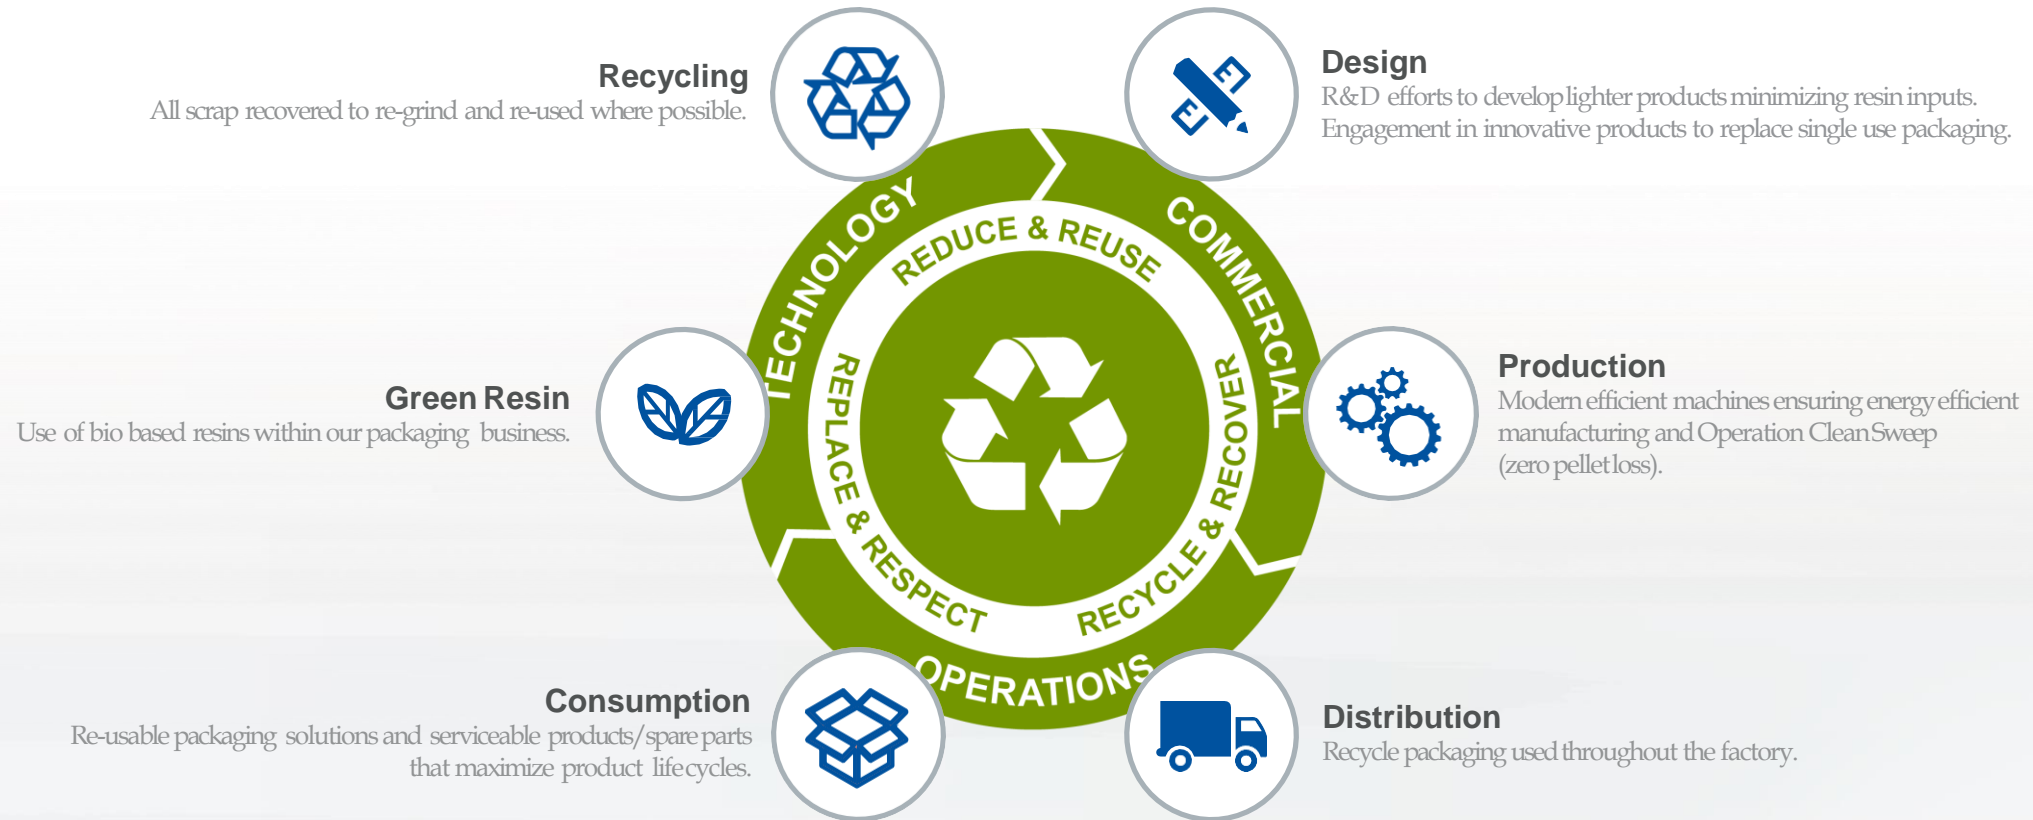 Recycling
All scrap recovered to re-grind and re-used where possible.
Design
R&D efforts to develop lighter products minimizing resin inputs.
Engagement in innovative products to replace single use packaging.
TECHNOLOGY
COMMERCIAL
OPERATIONS
REDUCE & REUSE
RECYCLE & RECOVER
REPLACE & RESPECT
Green Resin
Use of bio based resins within our packaging business.
Production
Modern efficient machines ensuring energy efficient
manufacturing and Operation Clean Sweep
(zero pellet loss).
Consumption
Re-usable packaging solutions and serviceable products/spare parts
that maximize product life cycles.
Distribution
Recycle packaging used throughout the factory.